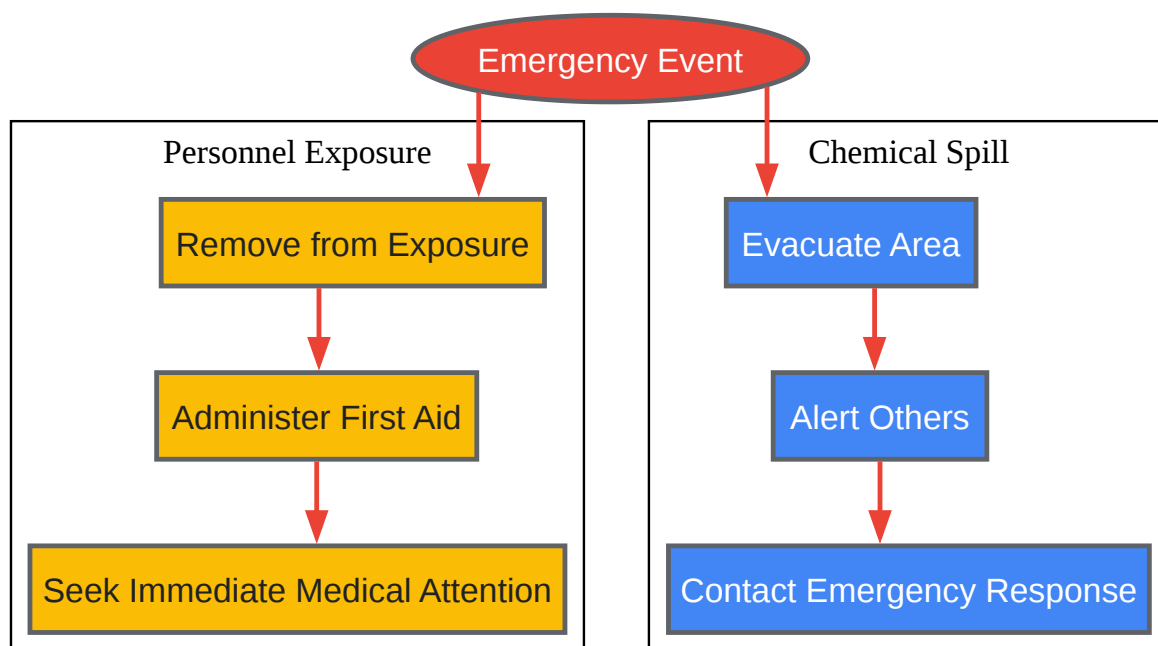 Emergency Event
Personnel Exposure
Remove from Exposure
Administer First Aid
Seek Immediate Medical Attention
Chemical Spill
Evacuate Area
Alert Others
Contact Emergency Response